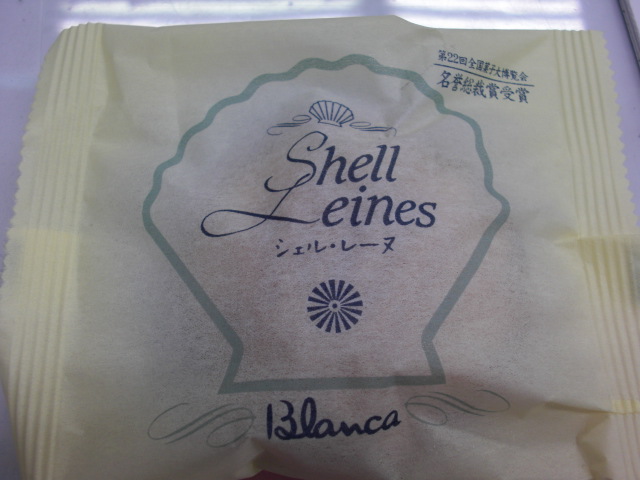 第22回全国菓子大博覧会
名誉総裁賞受賞
Shell
Leines
シェル・レーヌ
Blanca